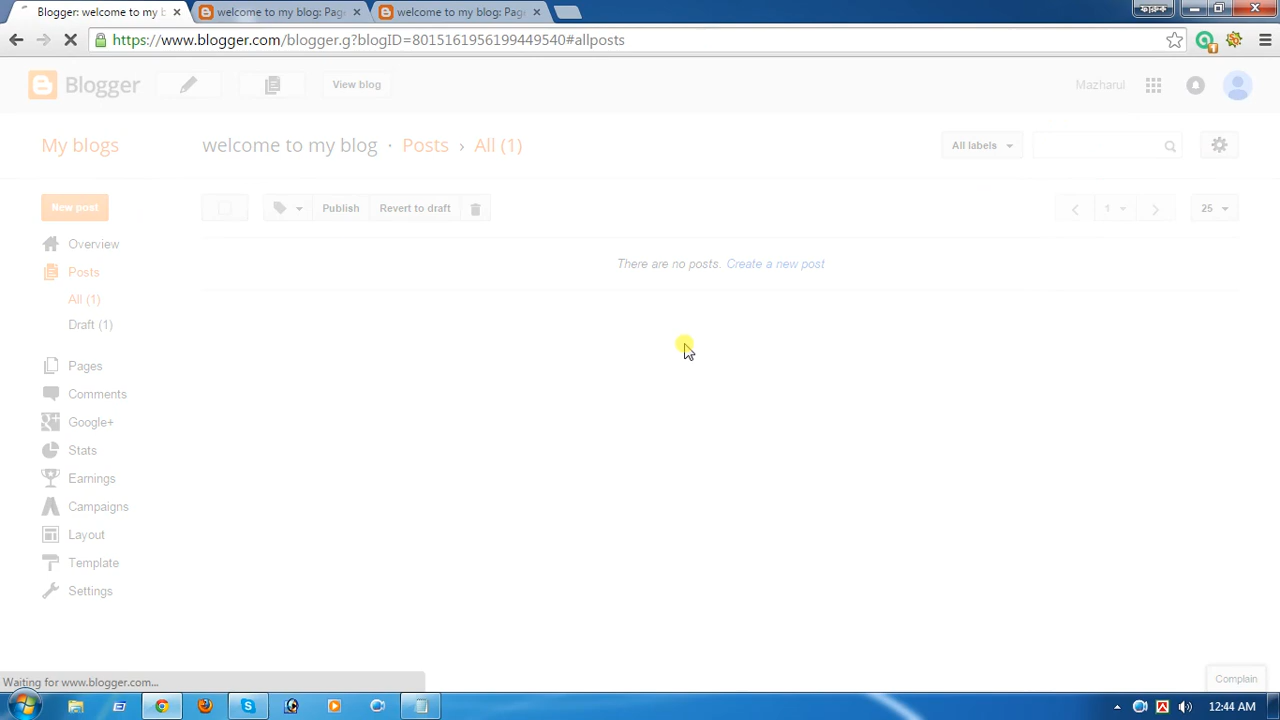 Blogger: welcome to my b
welcome to my blog: Page
welcome to my blog: Page
https://www.blogger.com/blogger.g?blogID=8015161956199449540#allposts
Blogger
View blog
Mazharul
My blogs
welcome to my blog · Posts › All (1)
All labels
New post
Publish
Revert to draft
1
25
Overview
There are no posts. Create a new post
Posts
All (1)
Draft (1)
Pages
Comments
Google+
Stats
Earnings
Campaigns
Layout
Template
Settings
Waiting for www.blogger.com...
Complain
12:44 AM